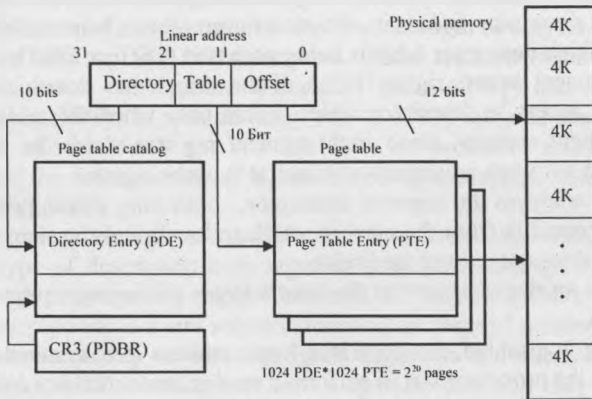 Linear address
31 21 11 0
Directory Table Offset
Physical memory
10 bits
10 Бит
12 bits
Page table catalog
Directory Entry (PDE)
CR3 (PDBR)
Page table
Page Table Entry (PTE)
1024 PDE*1024 PTE = 2²⁰ pages
4K
4K
4K
4K
4K
.
.
4K